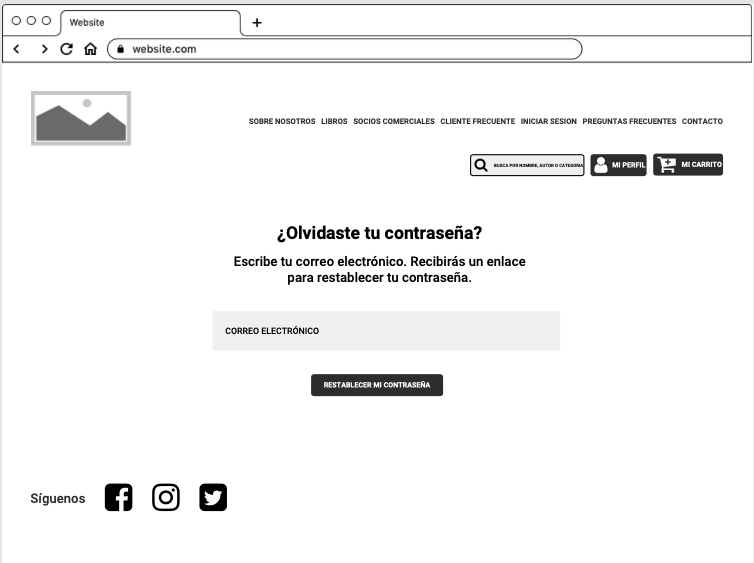 Website
website.com
SOBRE NOSOTROS LIBROS SOCIOS COMERCIALES CLIENTE FRECUENTE INICIAR SESION PREGUNTAS FRECUENTES CONTACTO
BUSCA POR NOMBRE, AUTOR O CATEGORIA MI PERFIL MI CARRITO
¿Olvidaste tu contraseña?
Escribe tu correo electrónico. Recibirás un enlace
para restablecer tu contraseña.
CORREO ELECTRÓNICO
RESTABLECER MI CONTRASEÑA
Síguenos